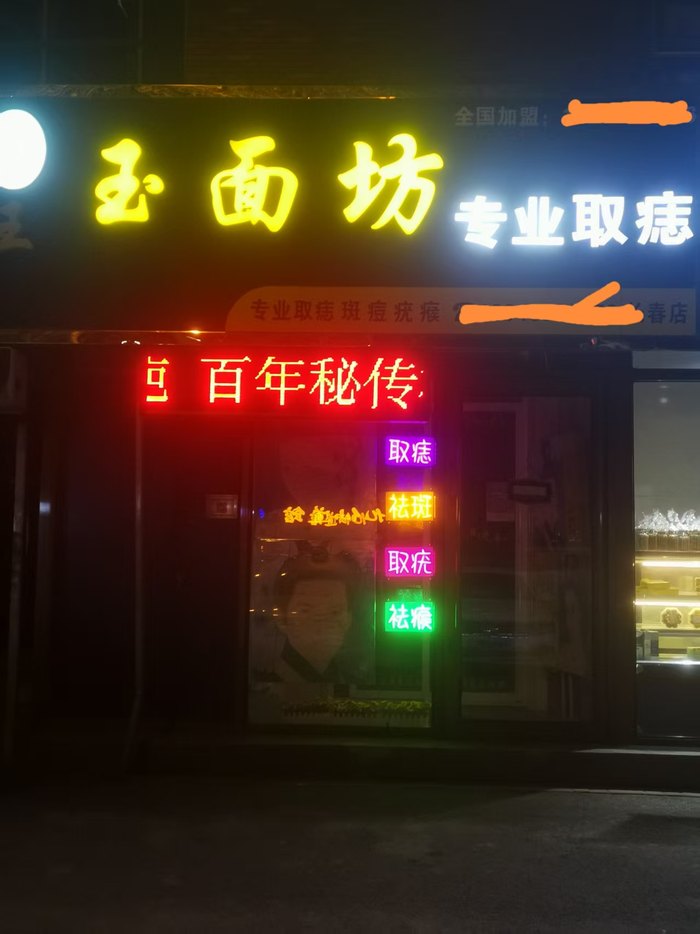 全国加盟：
玉面坊
专业取痣
专业取痣斑痘疣瘊
春店
百年秘传
取痣
祛斑
取疣
祛瘊